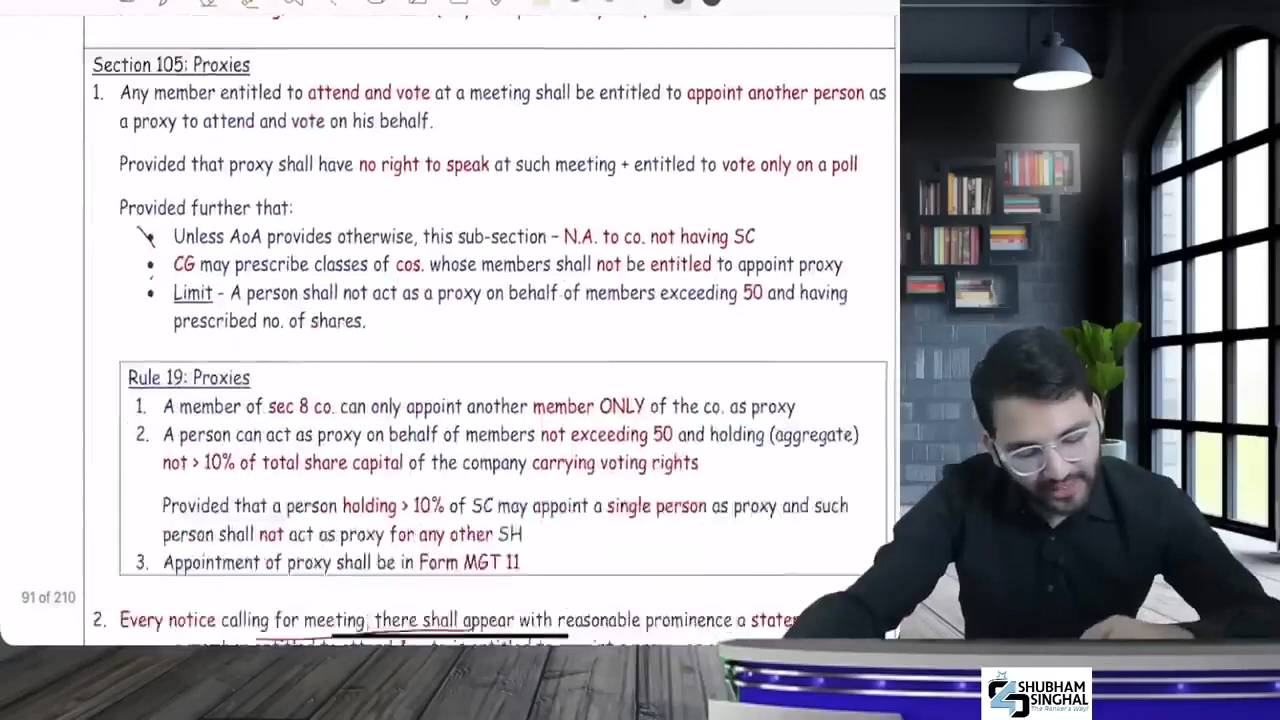 Section 105: Proxies
1. Any member entitled to attend and vote at a meeting shall be entitled to appoint another person as
a proxy to attend and vote on his behalf.
Provided that proxy shall have no right to speak at such meeting + entitled to vote only on a poll
Provided further that:
• Unless AoA provides otherwise, this sub-section – N.A. to co. not having SC
• CG may prescribe classes of cos. whose members shall not be entitled to appoint proxy
• Limit - A person shall not act as a proxy on behalf of members exceeding 50 and having
prescribed no. of shares.
Rule 19: Proxies
1. A member of sec 8 co. can only appoint another member ONLY of the co. as proxy
2. A person can act as proxy on behalf of members not exceeding 50 and holding (aggregate)
not > 10% of total share capital of the company carrying voting rights
Provided that a person holding > 10% of SC may appoint a single person as proxy and such
person shall not act as proxy for any other SH
3. Appointment of proxy shall be in Form MGT 11
91 of 210
2. Every notice calling for meeting, there shall appear with reasonable prominence a
SHUBHAM
SINGHAL
The Ranker's Way!